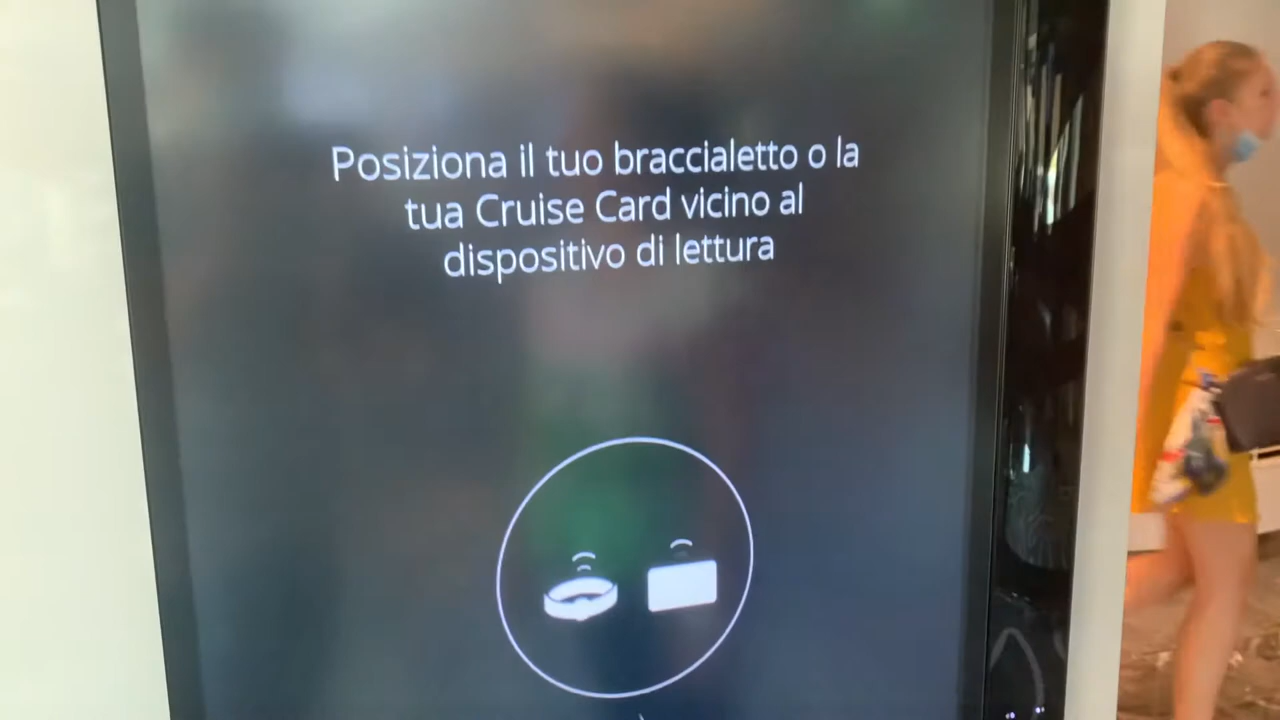 Posiziona il tuo braccialetto o la
tua Cruise Card vicino al
dispositivo di lettura